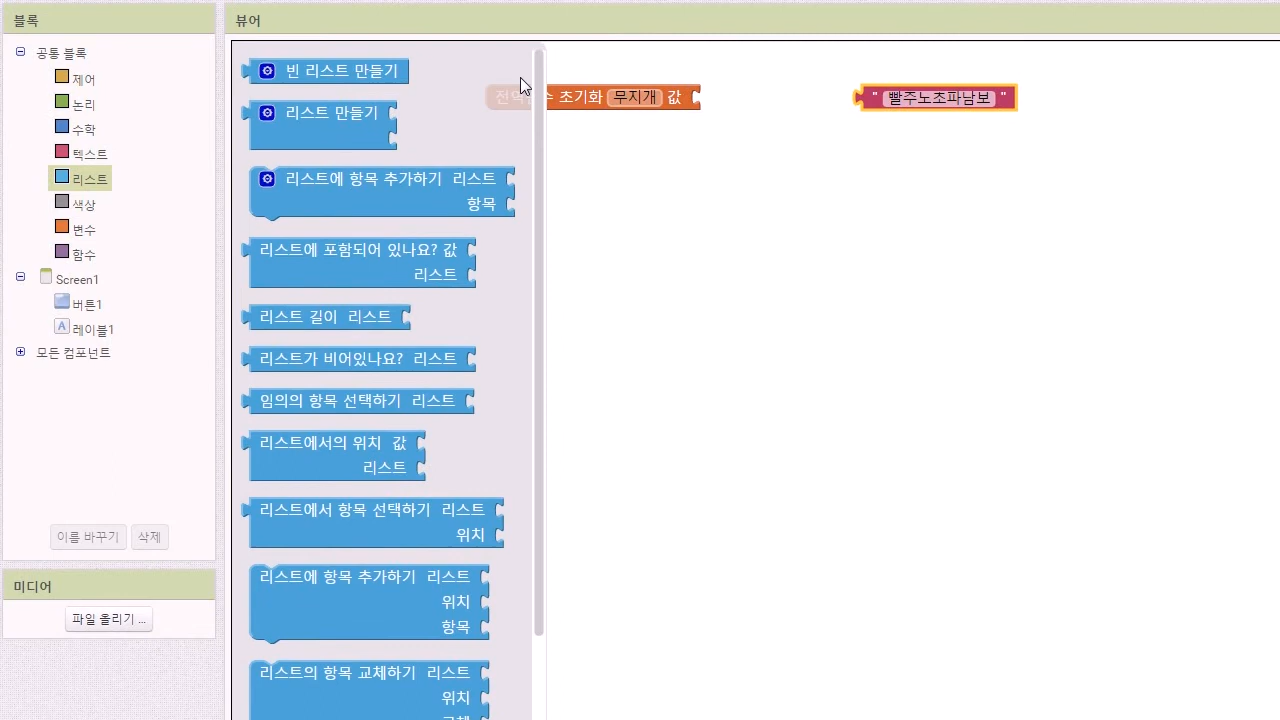 블록
공통 블록
제어
논리
수학
텍스트
리스트
색상
변수
함수
Screen1
버튼1
A 레이블1
모든 컴포넌트
이름 바꾸기 삭제
미디어
파일 올리기 ...
뷰어
빈 리스트 만들기
리스트 만들기
리스트에 항목 추가하기 리스트
항목
리스트에 포함되어 있나요? 값
리스트
리스트 길이 리스트
리스트가 비어있나요? 리스트
임의의 항목 선택하기 리스트
리스트에서의 위치 값
리스트
리스트에서 항목 선택하기 리스트
위치
리스트에 항목 추가하기 리스트
위치
항목
리스트의 항목 교체하기 리스트
위치
교체
초기화 무지개 값
" 빨주노초파남보 "